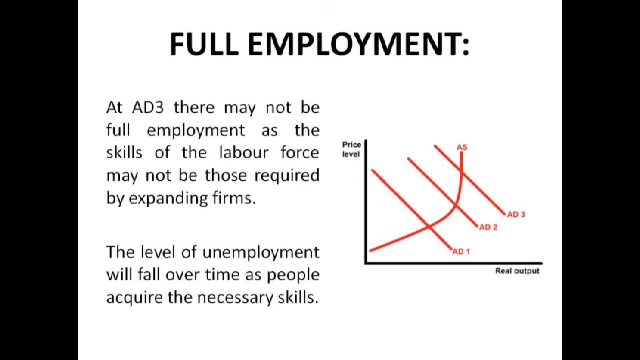 FULL EMPLOYMENT:
At AD3 there may not be
full employment as the
skills of the labour force
may not be those required
by expanding firms.
The level of unemployment
will fall over time as people
acquire the necessary skills.
Price
level
AS
AD 3
AD 2
AD 1
Real output